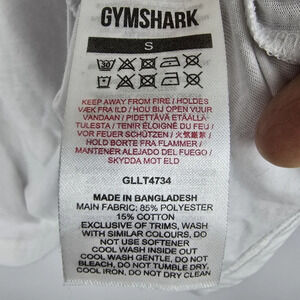 GYMSHARK
S
KEEP AWAY FROM FIRE / HOLDES
VÆK FRA ILD / HOU BIJ OPEN VUUR
VANDAAN / PIDETTÄVÄ ETÄÄLLÄ
TULESTA / TENIR ÉLOIGNÉ DU FEU /
VOR FEUER SCHÜTZEN / 火気厳禁 /
HOLD BORTE FRA FLAMMER /
MANTENER ALEJADO DEL FUEGO /
SKYDDA MOT ELD
GLLT4734
MADE IN BANGLADESH
MAIN FABRIC; 85% POLYESTER
15% COTTON
EXCLUSIVE OF TRIMS, WASH
WITH SIMILAR COLOURS, DO NOT
USE SOFTENER
COOL WASH INSIDE OUT
COOL WASH GENTLE, DO NOT
BLEACH, DO NOT TUMBLE DRY,
COOL IRON, DO NOT DRY CLEAN